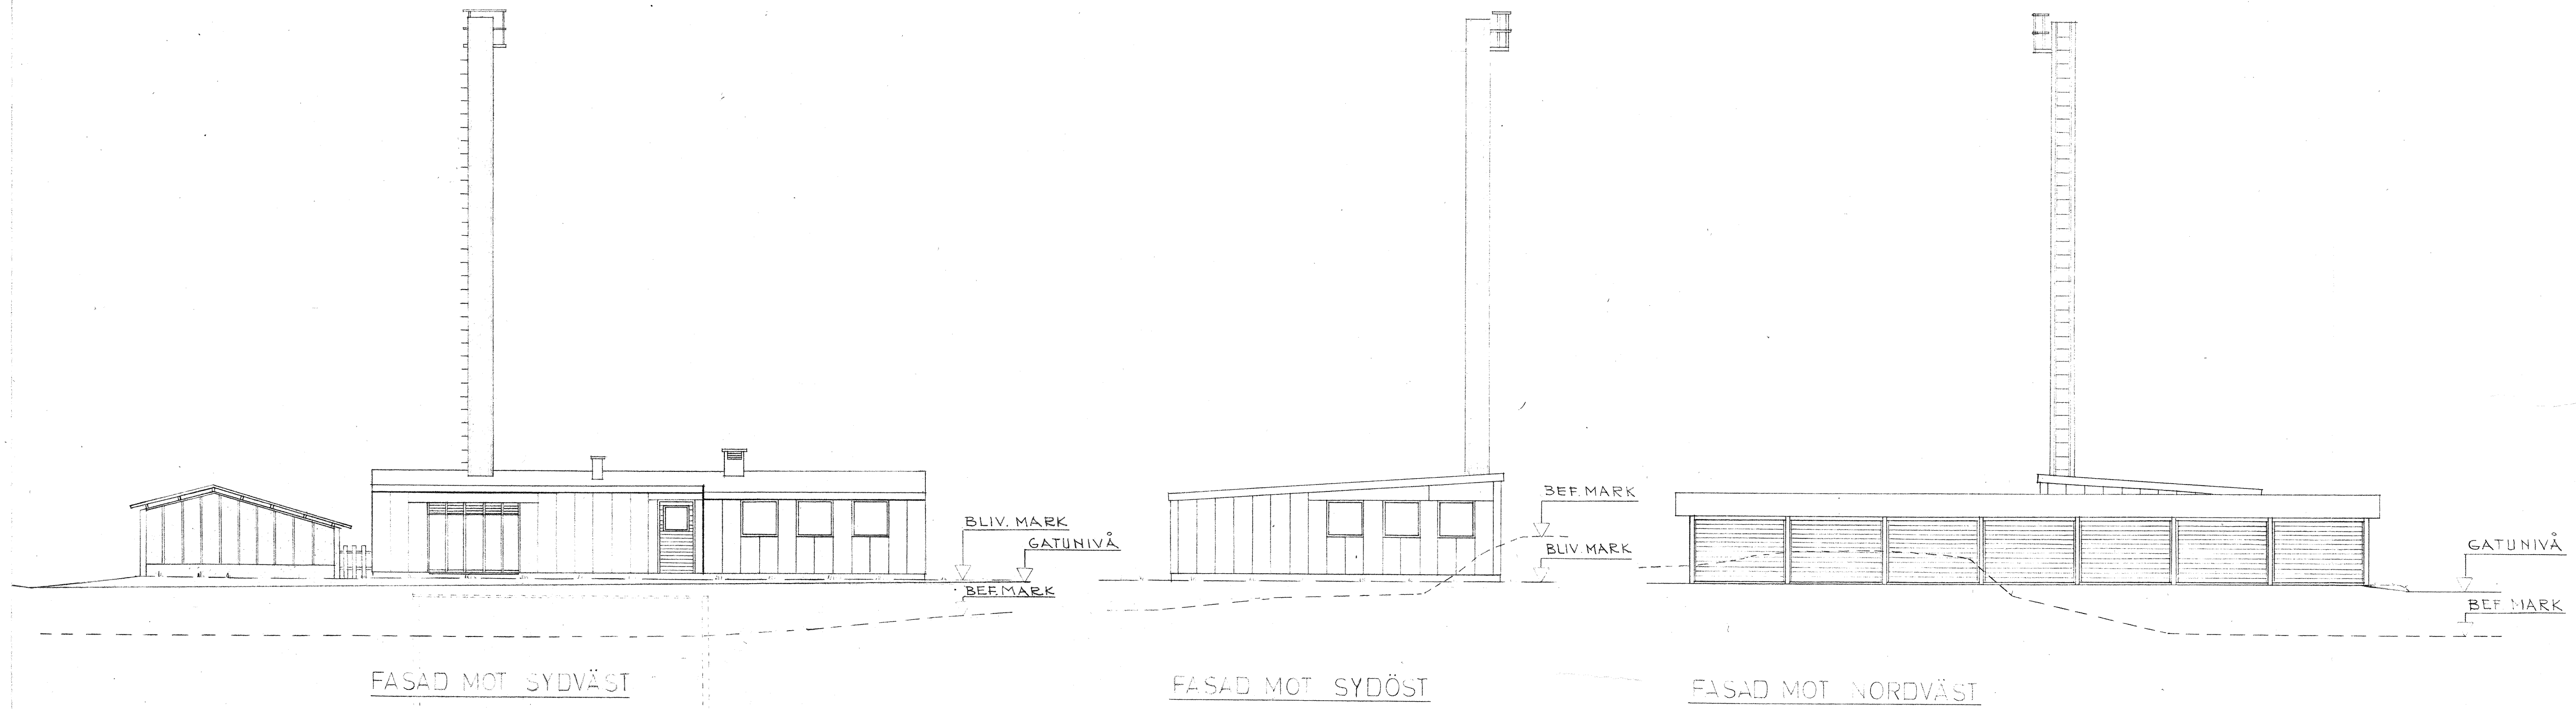 BLIV. MARK
GATUNIVÅ
BEF.MARK
FASAD MOT SYDVÄST
BEF. MARK
BLIV. MARK
FASAD MOT SYDÖST
GATUNIVÅ
BEF MARK
FASAD MOT NORDVÄST